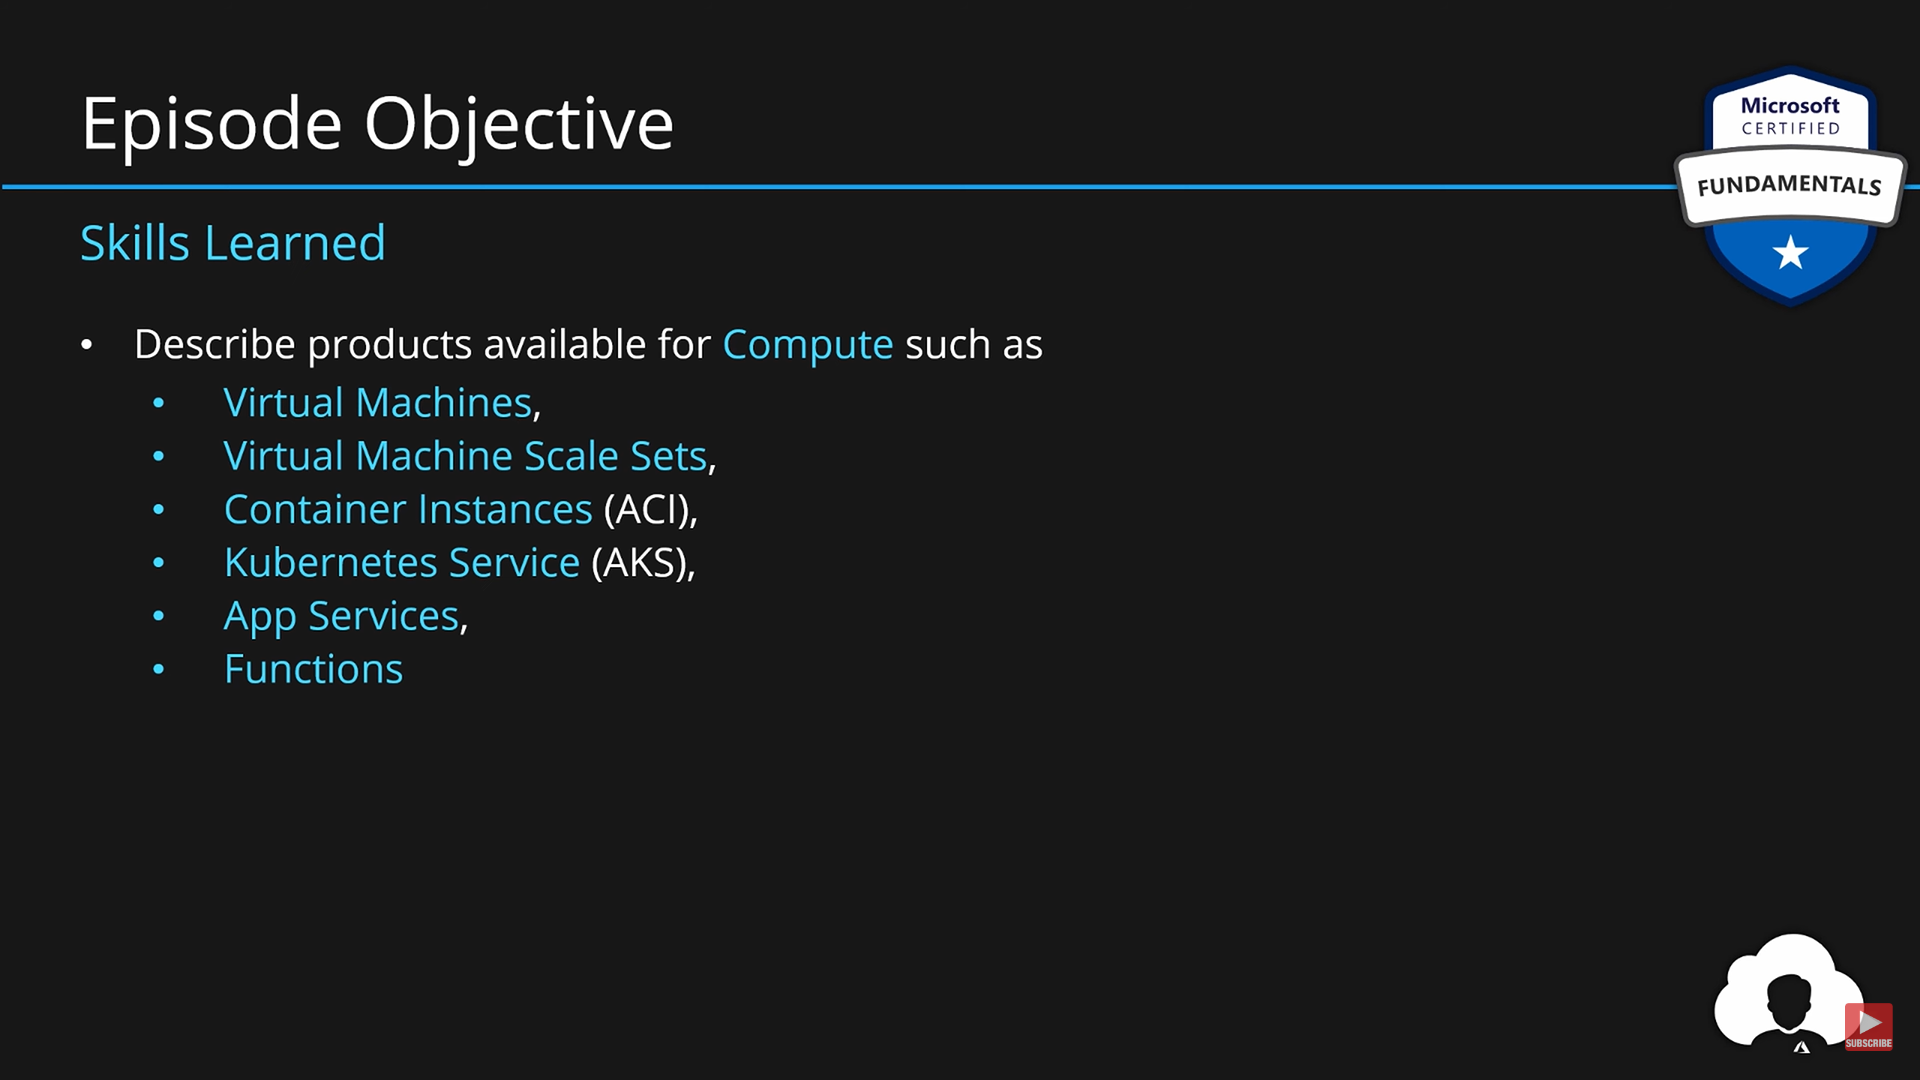 Episode Objective
Microsoft
CERTIFIED
FUNDAMENTALS
Skills Learned
• Describe products available for Compute such as
• Virtual Machines,
• Virtual Machine Scale Sets,
• Container Instances (ACI),
• Kubernetes Service (AKS),
• App Services,
• Functions
SUBSCRIBE